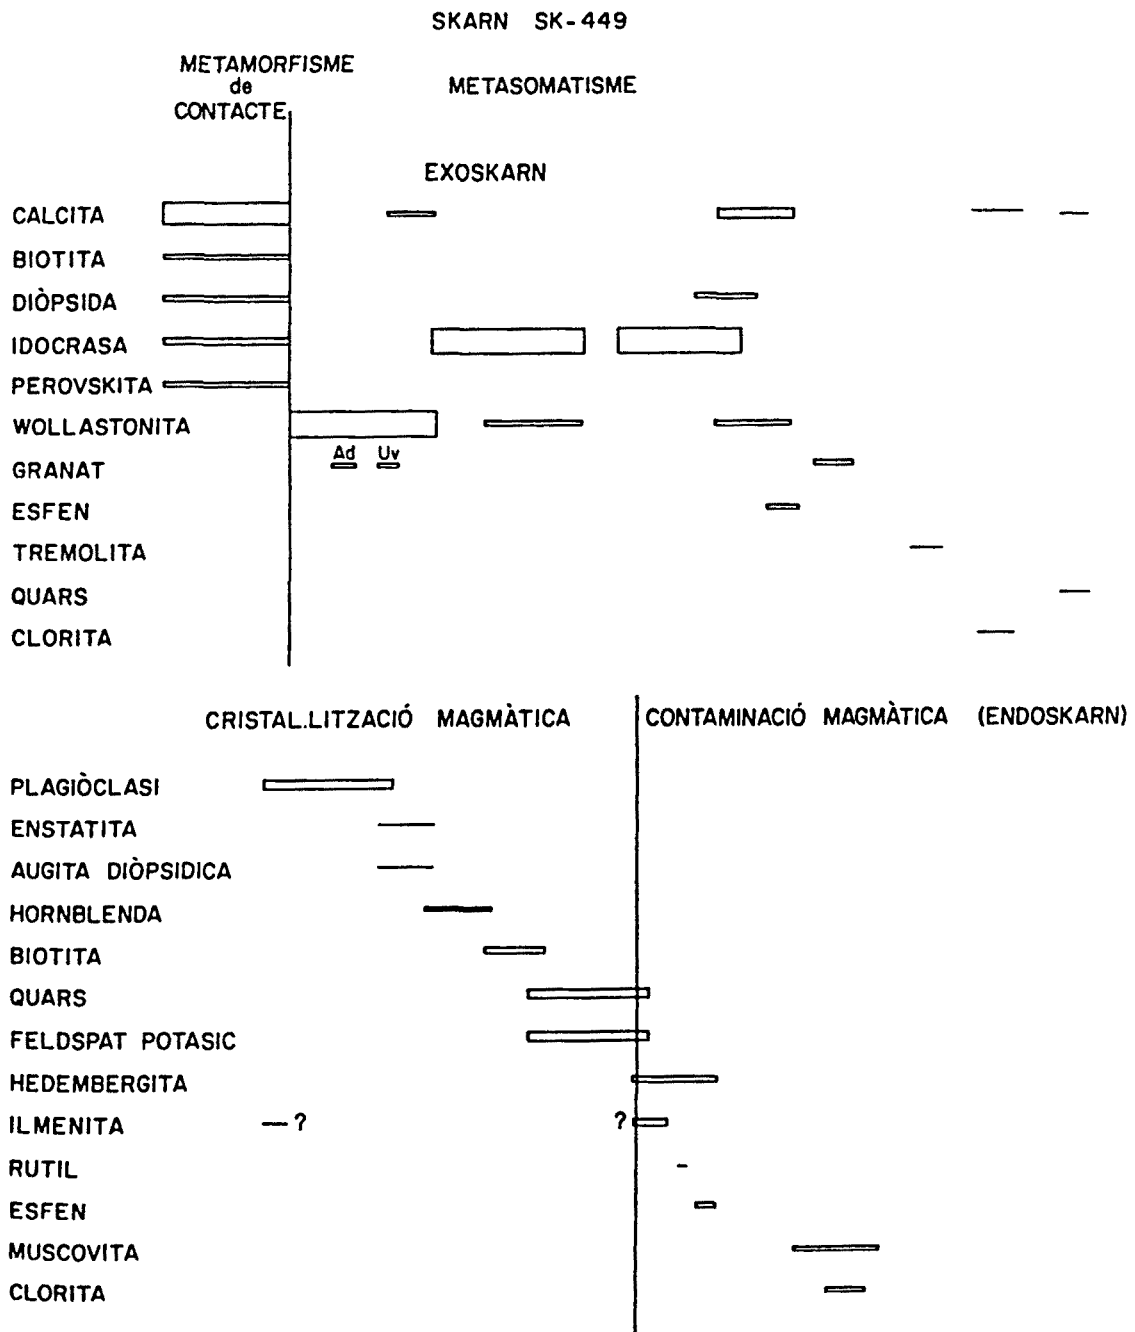 SKARN SK-449
METAMORFISME
de
CONTACTE
METASOMATISME
EXOSKARN
CALCITA
BIOTITA
DIÒPSIDA
IDOCRASA
PEROVSKITA
WOLLASTONITA
Ad Uv
GRANAT
ESFEN
TREMOLITA
QUARS
CLORITA
CRISTAL.LITZACIÓ MAGMÀTICA
CONTAMINACIÓ MAGMÀTICA (ENDOSKARN)
PLAGIÒCLASI
ENSTATITA
AUGITA DIÒPSIDICA
HORNBLENDA
BIOTITA
QUARS
FELDSPAT POTASIC
HEDEMBERGITA
ILMENITA ? ?
RUTIL
ESFEN
MUSCOVITA
CLORITA